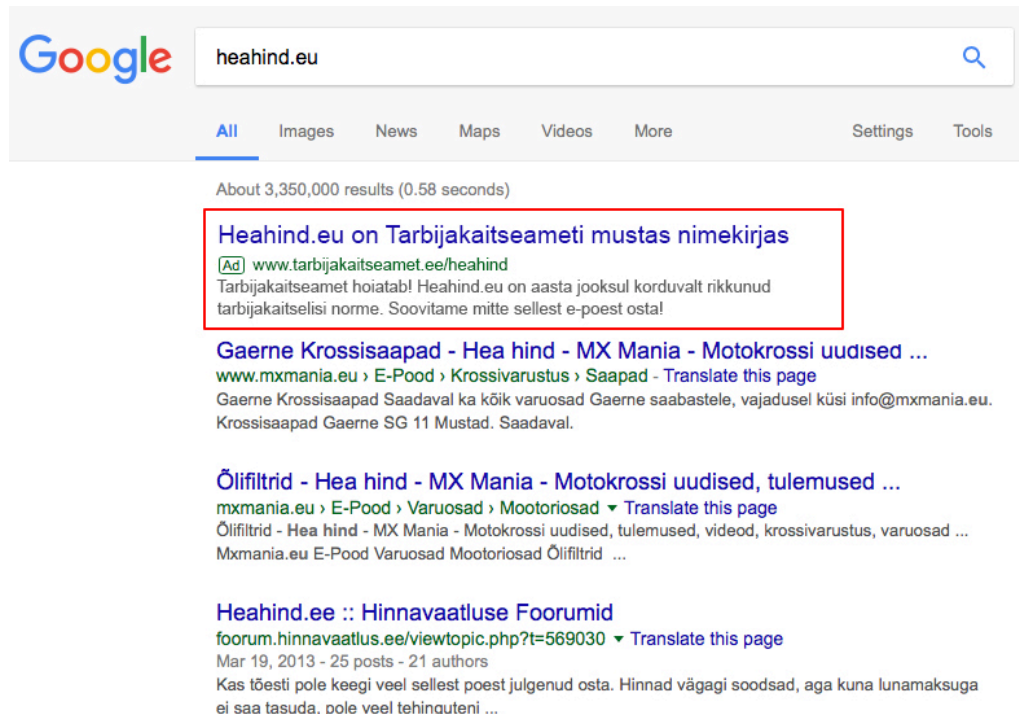 Google
heahind.eu
All Images News Maps Videos More Settings Tools
About 3,350,000 results (0.58 seconds)
Heahind.eu on Tarbijakaitseameti mustas nimekirjas
Ad www.tarbijakaitseamet.ee/heahind
Tarbijakaitseamet hoiatab! Heahind.eu on aasta jooksul korduvalt rikkunud
tarbijakaitselisi norme. Soovitame mitte sellest e-poest osta!
Gaerne Krossisaapad - Hea hind - MX Mania - Motokrossi uudised ...
www.mxmania.eu › E-Pood › Krossivarustus › Saapad - Translate this page
Gaerne Krossisaapad Saadaval ka kõik varuosad Gaerne saabastele, vajadusel küsi info@mxmania.eu.
Krossisaapad Gaerne SG 11 Mustad. Saadaval.
Õlifiltrid - Hea hind - MX Mania - Motokrossi uudised, tulemused ...
mxmania.eu › E-Pood › Varuosad › Mootoriosad ▾ Translate this page
Õlifiltrid - Hea hind - MX Mania - Motokrossi uudised, tulemused, videod, krossivarustus, varuosad ...
Mxmania.eu E-Pood Varuosad Mootoriosad Õlifiltrid ...
Heahind.ee :: Hinnavaatluse Foorumid
foorum.hinnavaatlus.ee/viewtopic.php?t=569030 ▾ Translate this page
Mar 19, 2013 - 25 posts - 21 authors
Kas tõesti pole keegi veel sellest poest julgenud osta. Hinnad vägagi soodsad, aga kuna lunamaksuga
ei saa tasuda, pole veel tehinguteni ...